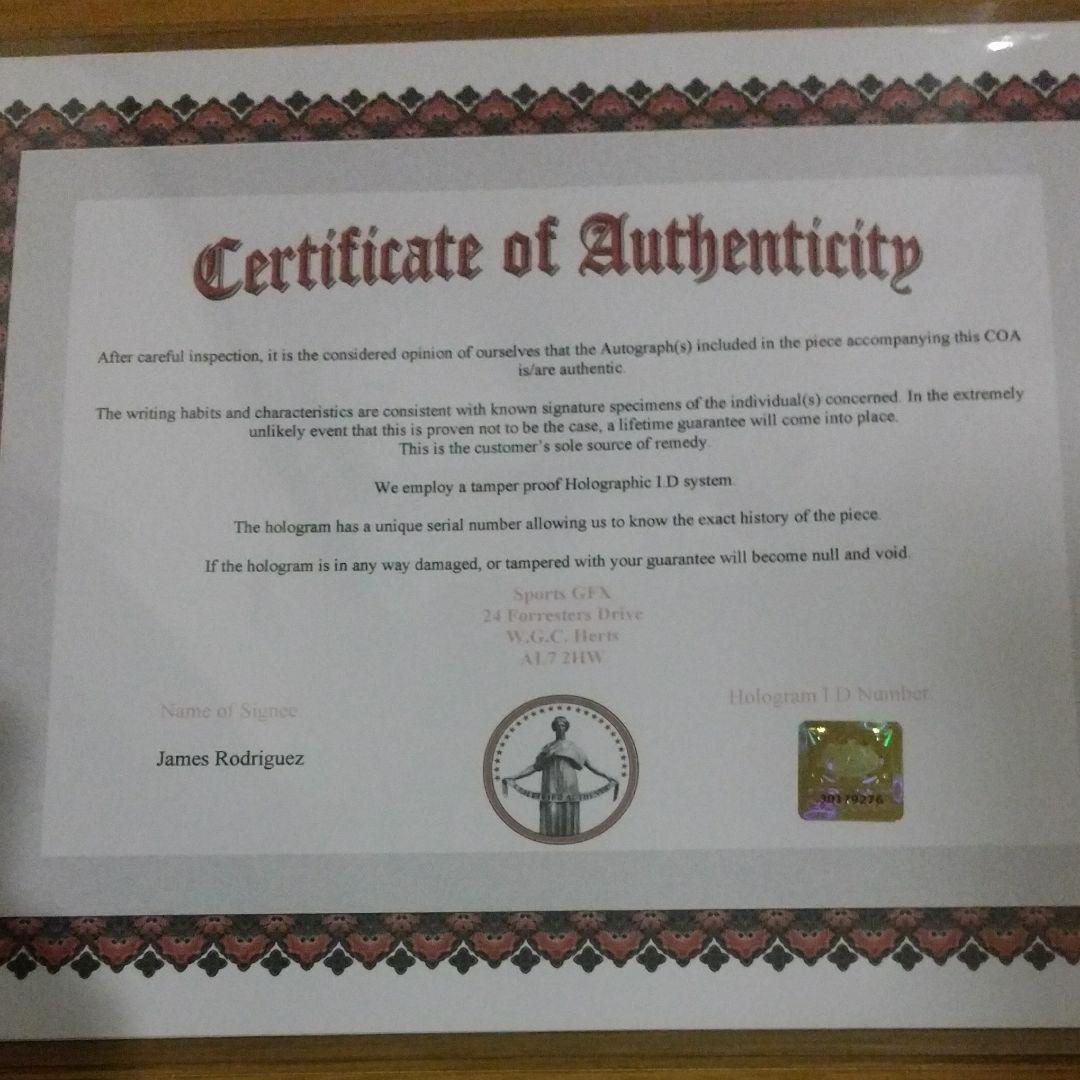 Certificate of Authenticity
After careful inspection, it is the considered opinion of ourselves that the Autograph(s) included in the piece accompanying this COA
is/are authentic.
The writing habits and characteristics are consistent with known signature specimens of the individual(s) concerned. In the extremely
unlikely event that this is proven not to be the case, a lifetime guarantee will come into place.
This is the customer's sole source of remedy.
We employ a tamper proof Holographic I.D system.
The hologram has a unique serial number allowing us to know the exact history of the piece.
If the hologram is in any way damaged, or tampered with your guarantee will become null and void.
Sports GFX
24 Forresters Drive
W.G.C. Herts
AL7 2HW
Name of Signee
Hologram I D Number
James Rodriguez
CERTIFIED AUTHENTIC